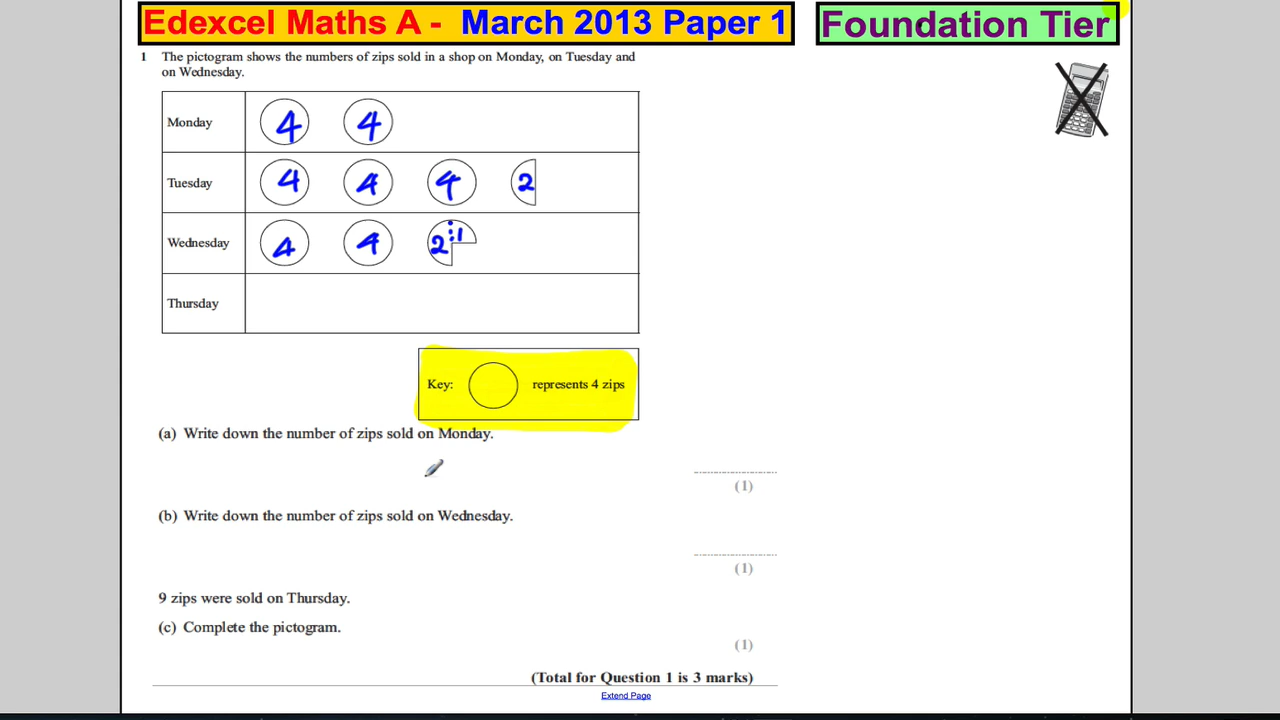 Edexcel Maths A - March 2013 Paper 1
Foundation Tier
1 The pictogram shows the numbers of zips sold in a shop on Monday, on Tuesday and
on Wednesday.
Monday 4 4
Tuesday 4 4 4 2
Wednesday 4 4 2 1
Thursday
Key: represents 4 zips
(a) Write down the number of zips sold on Monday.
(1)
(b) Write down the number of zips sold on Wednesday.
(1)
9 zips were sold on Thursday.
(c) Complete the pictogram.
(1)
(Total for Question 1 is 3 marks)
Extend Page